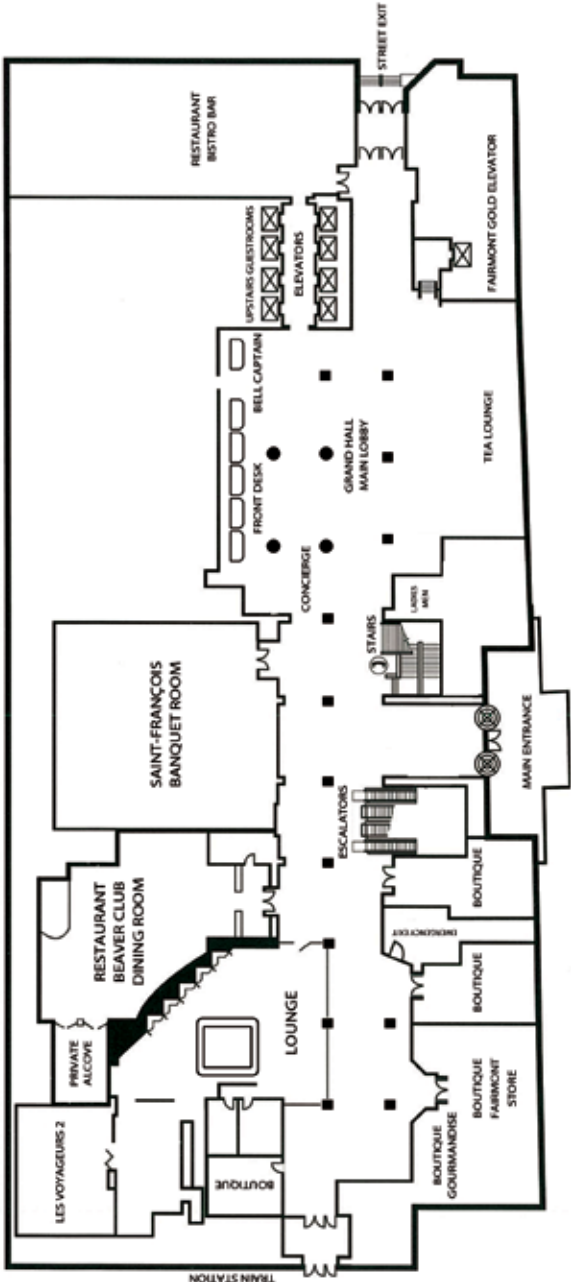 STREET EXIT
RESTAURANT
BISTRO BAR
FAIRMONT GOLD ELEVATOR
UPSTAIRS GUESTROOMS
ELEVATORS
BELL CAPTAIN
FRONT DESK
GRAND HALL
MAIN LOBBY
TEA LOUNGE
CONCIERGE
LADIES
MEN
STAIRS
SAINT-FRANÇOIS
BANQUET ROOM
MAIN ENTRANCE
ESCALATORS
RESTAURANT
BEAVER CLUB
DINING ROOM
BOUTIQUE
EMERGENCY EXIT
BOUTIQUE
LOUNGE
PRIVATE
ALCOVE
BOUTIQUE
FAIRMONT
STORE
BOUTIQUE
GOURMANDISE
LES VOYAGEURS 2
BOUTIQUE
TRAIN STATION